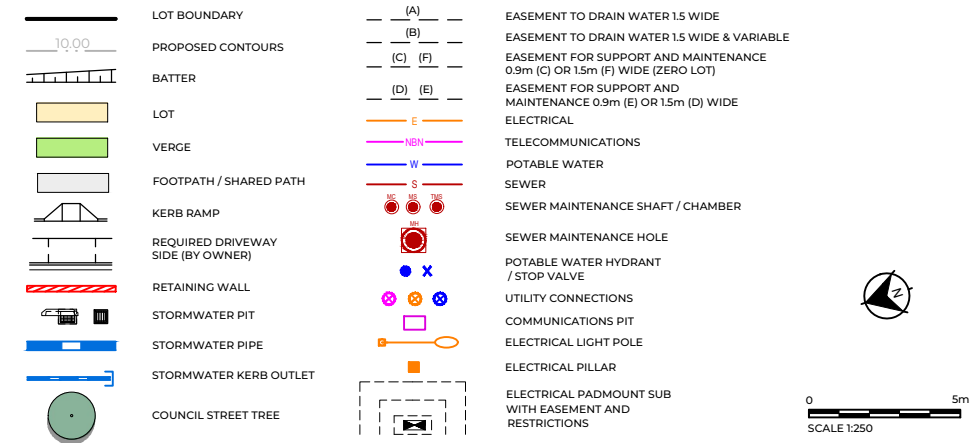 LOT BOUNDARY
10.00
PROPOSED CONTOURS
BATTER
LOT
VERGE
FOOTPATH / SHARED PATH
KERB RAMP
REQUIRED DRIVEWAY
SIDE (BY OWNER)
RETAINING WALL
STORMWATER PIT
STORMWATER PIPE
STORMWATER KERB OUTLET
COUNCIL STREET TREE
(A)
EASEMENT TO DRAIN WATER 1.5 WIDE
(B)
EASEMENT TO DRAIN WATER 1.5 WIDE & VARIABLE
(C) (F)
EASEMENT FOR SUPPORT AND MAINTENANCE
0.9m (C) OR 1.5m (F) WIDE (ZERO LOT)
(D) (E)
EASEMENT FOR SUPPORT AND
MAINTENANCE 0.9m (E) OR 1.5m (D) WIDE
E
ELECTRICAL
NBN
TELECOMMUNICATIONS
W
POTABLE WATER
S
SEWER
MC MS TMS
SEWER MAINTENANCE SHAFT / CHAMBER
MH
SEWER MAINTENANCE HOLE
POTABLE WATER HYDRANT
/ STOP VALVE
UTILITY CONNECTIONS
COMMUNICATIONS PIT
ELECTRICAL LIGHT POLE
ELECTRICAL PILLAR
ELECTRICAL PADMOUNT SUB
WITH EASEMENT AND
RESTRICTIONS
N
0 5m
SCALE 1:250